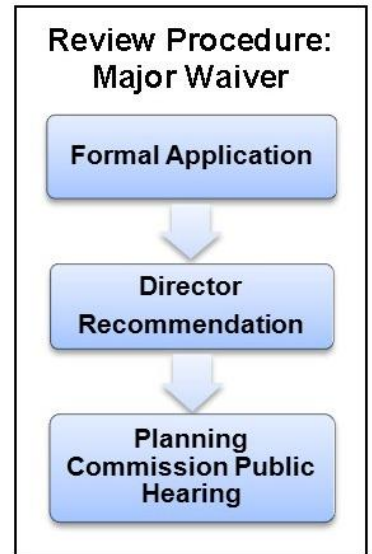 Review Procedure:
Major Waiver
Formal Application
Director
Recommendation
Planning
Commission Public
Hearing